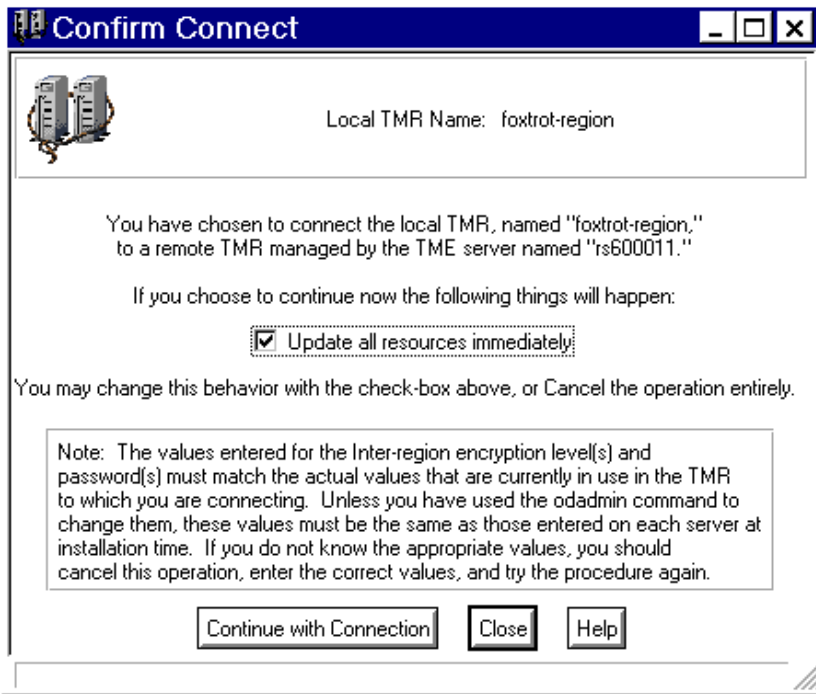 Confirm Connect
Local TMR Name: foxtrot-region
You have chosen to connect the local TMR, named "foxtrot-region,"
to a remote TMR managed by the TME server named "rs600011."
If you choose to continue now the following things will happen:
Update all resources immediately
You may change this behavior with the check-box above, or Cancel the operation entirely.
Note: The values entered for the Inter-region encryption level(s) and
password(s) must match the actual values that are currently in use in the TMR
to which you are connecting. Unless you have used the odadmin command to
change them, these values must be the same as those entered on each server at
installation time. If you do not know the appropriate values, you should
cancel this operation, enter the correct values, and try the procedure again.
Continue with Connection Close Help